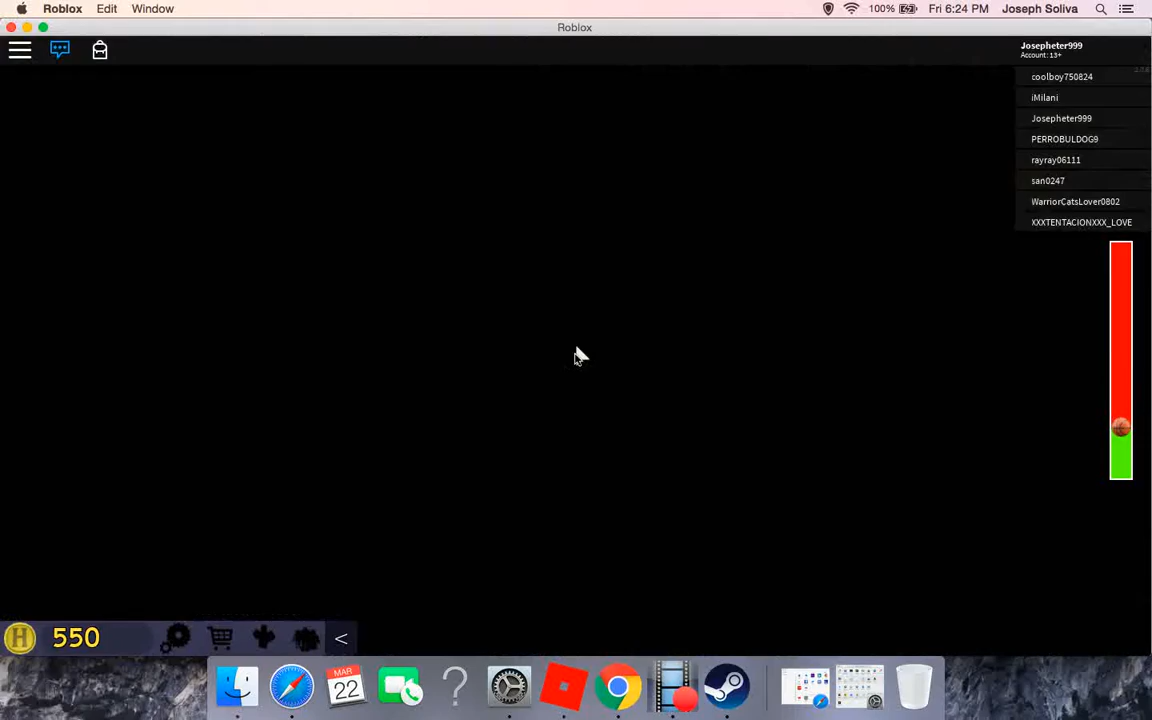 Roblox Edit Window 100% Fri 6:24 PM Joseph Soliva
Roblox
Josepheter999
Account: 13+
coolboy750824
iMilani
Josepheter999
PERROBULDOG9
rayray06111
san0247
WarriorCatsLover0802
XXXTENTACIONXXX_LOVE
H 550 <
MAR
22